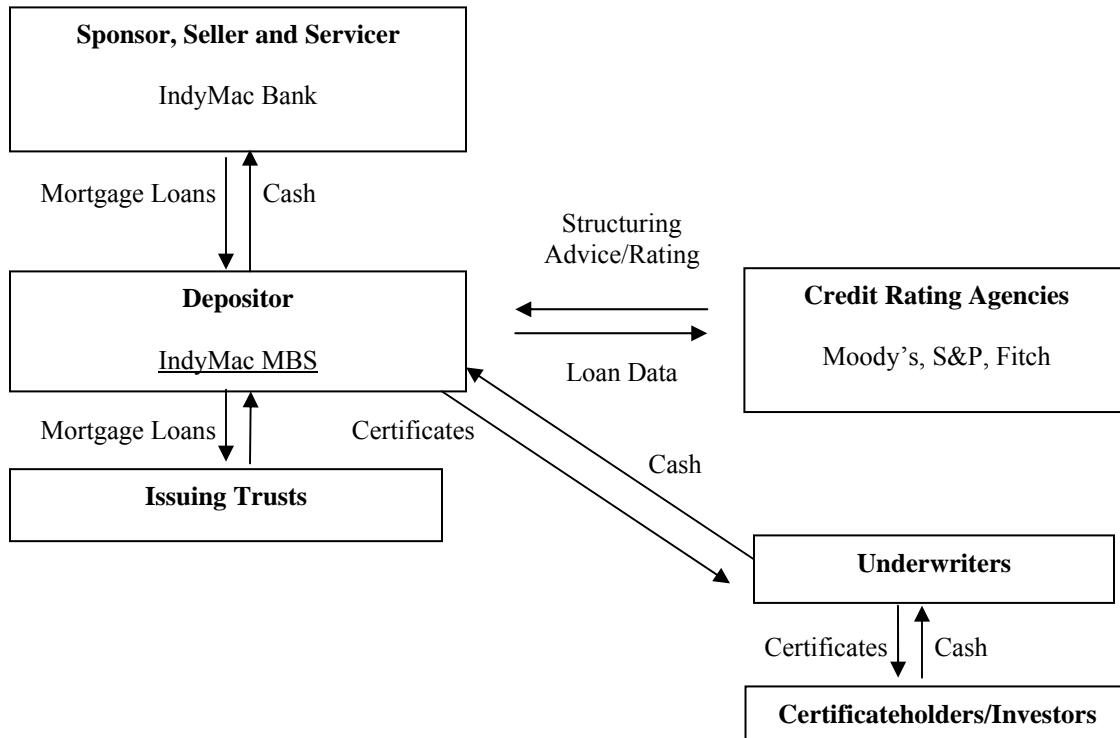 Sponsor, Seller and Servicer
IndyMac Bank
Mortgage Loans
Cash
Structuring
Advice/Rating
Depositor
IndyMac MBS
Credit Rating Agencies
Moody’s, S&P, Fitch
Loan Data
Mortgage Loans
Certificates
Cash
Issuing Trusts
Underwriters
Certificates
Cash
Certificateholders/Investors